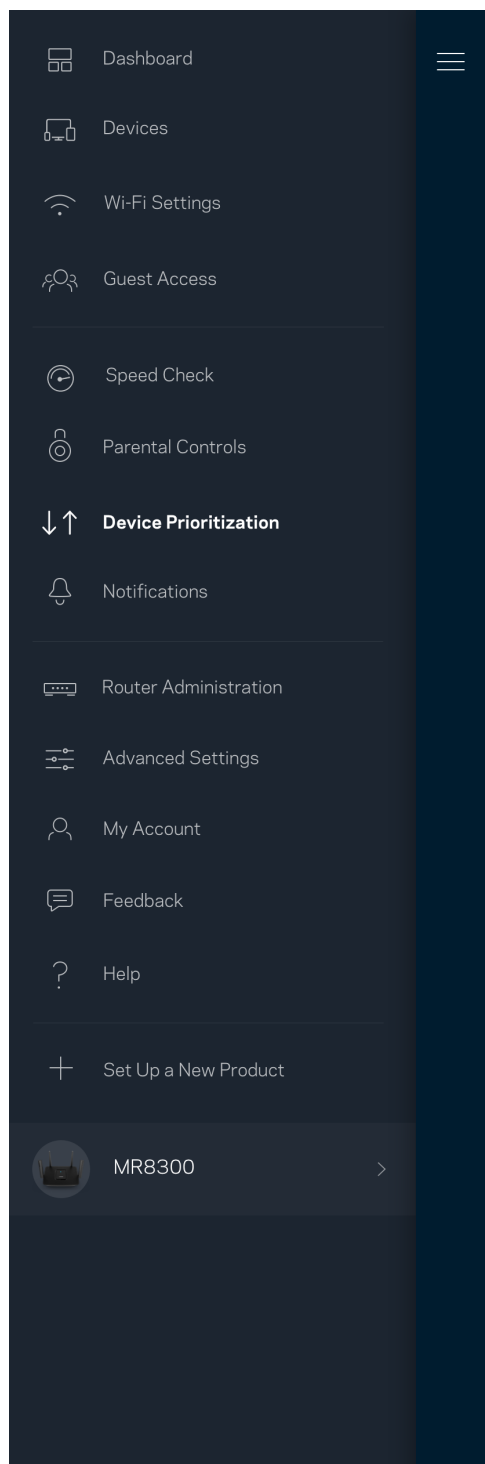 Dashboard
Devices
Wi-Fi Settings
Guest Access
Speed Check
Parental Controls
Device Prioritization
Notifications
Router Administration
Advanced Settings
My Account
Feedback
Help
Set Up a New Product
MR8300